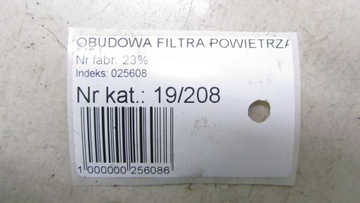 OBUDOWA FILTRA POWIETRZA
Nr fabr. 23%
Indeks: 025608
Nr kat.: 19/208
1 000000 256086